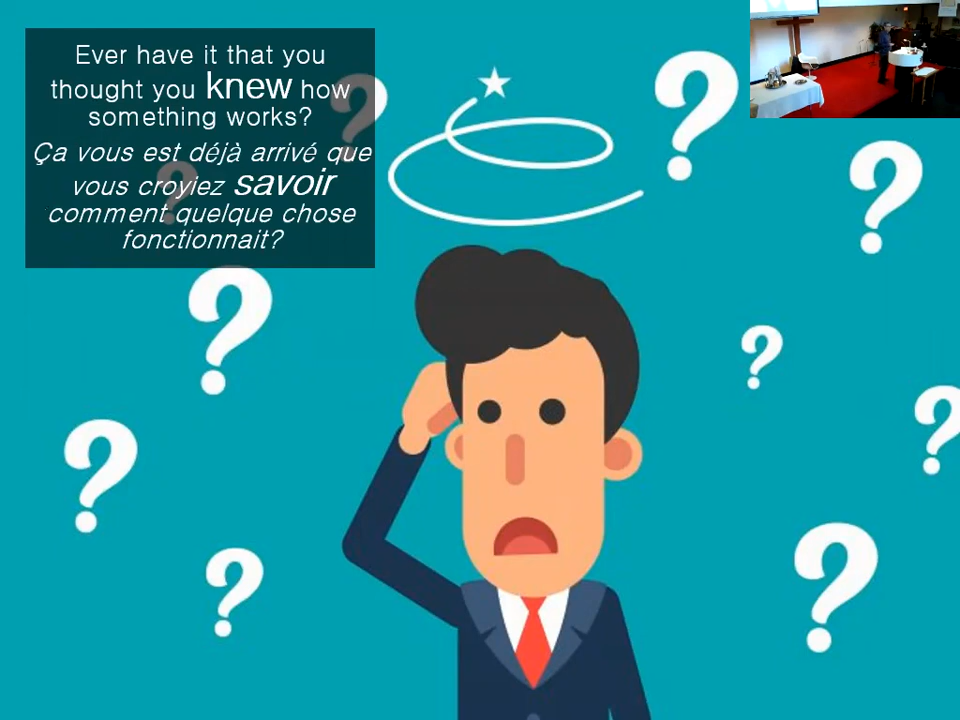 Ever have it that you
thought you knew how
something works?
Ça vous est déjà arrivé que
vous croyiez savoir
comment quelque chose
fonctionnait?